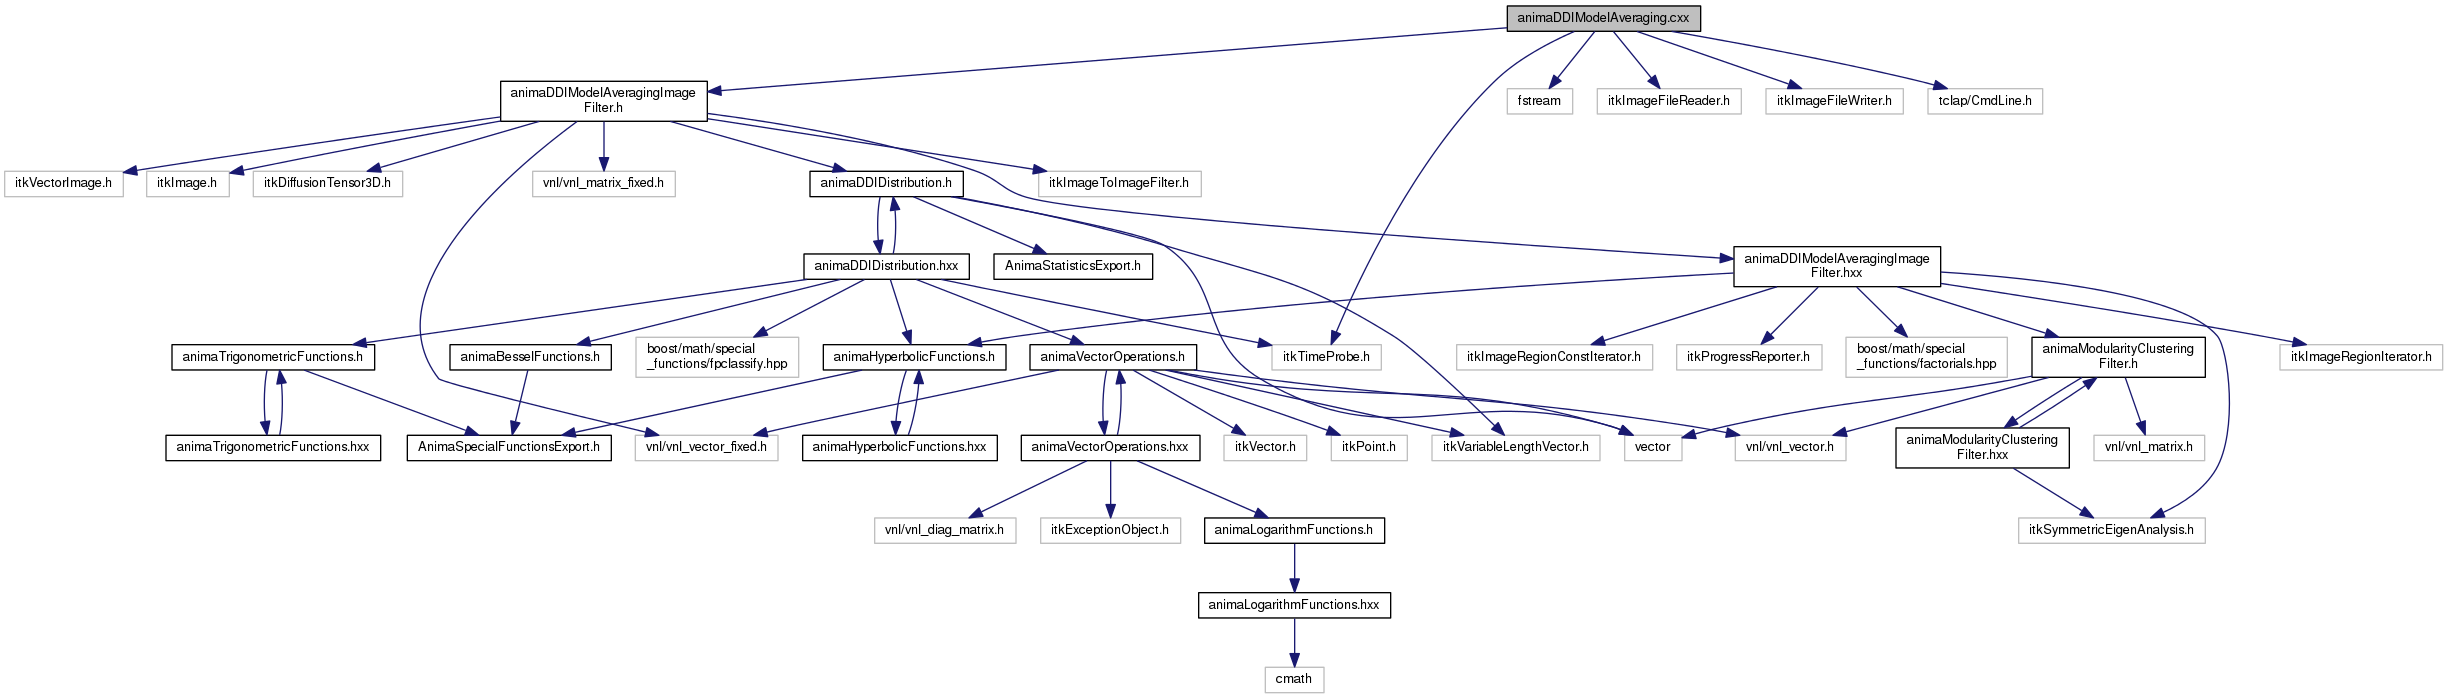 animaDDIModelAveraging.cxx
animaDDIModelAveragingImage
Filter.h
fstream
itkImageFileReader.h
itkImageFileWriter.h
tclap/CmdLine.h
itkVectorImage.h
itkImage.h
itkDiffusionTensor3D.h
vnl/vnl_matrix_fixed.h
animaDDIDistribution.h
itkImageToImageFilter.h
animaDDIDistribution.hxx
AnimaStatisticsExport.h
animaDDIModelAveragingImage
Filter.hxx
animaTrigonometricFunctions.h
animaBesselFunctions.h
boost/math/special
_functions/fpclassify.hpp
animaHyperbolicFunctions.h
animaVectorOperations.h
itkTimeProbe.h
itkImageRegionConstIterator.h
itkProgressReporter.h
boost/math/special
_functions/factorials.hpp
animaModularityClustering
Filter.h
itkImageRegionIterator.h
animaTrigonometricFunctions.hxx
AnimaSpecialFunctionsExport.h
vnl/vnl_vector_fixed.h
animaHyperbolicFunctions.hxx
animaVectorOperations.hxx
itkVector.h
itkPoint.h
itkVariableLengthVector.h
vector
vnl/vnl_vector.h
animaModularityClustering
Filter.hxx
vnl/vnl_matrix.h
vnl/vnl_diag_matrix.h
itkExceptionObject.h
animaLogarithmFunctions.h
itkSymmetricEigenAnalysis.h
animaLogarithmFunctions.hxx
cmath